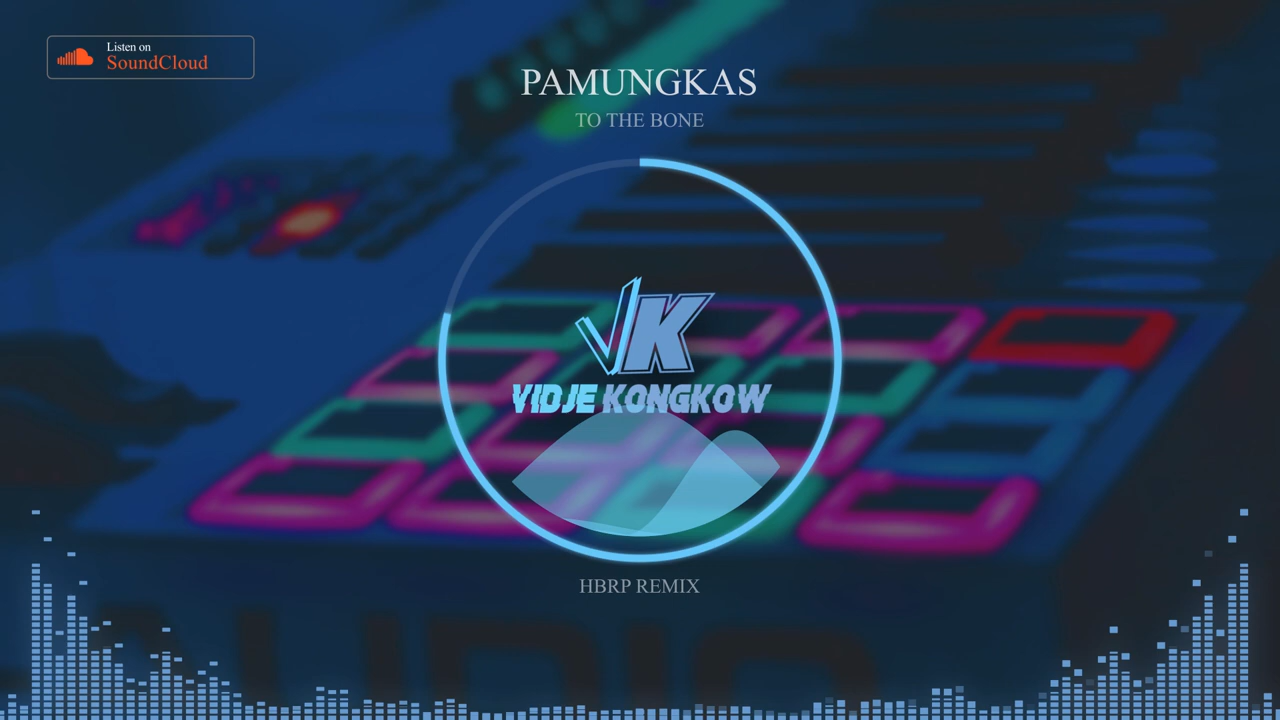 Listen on
SoundCloud
PAMUNGKAS
TO THE BONE
VK
VIDJE KONGKOW
HBRP REMIX